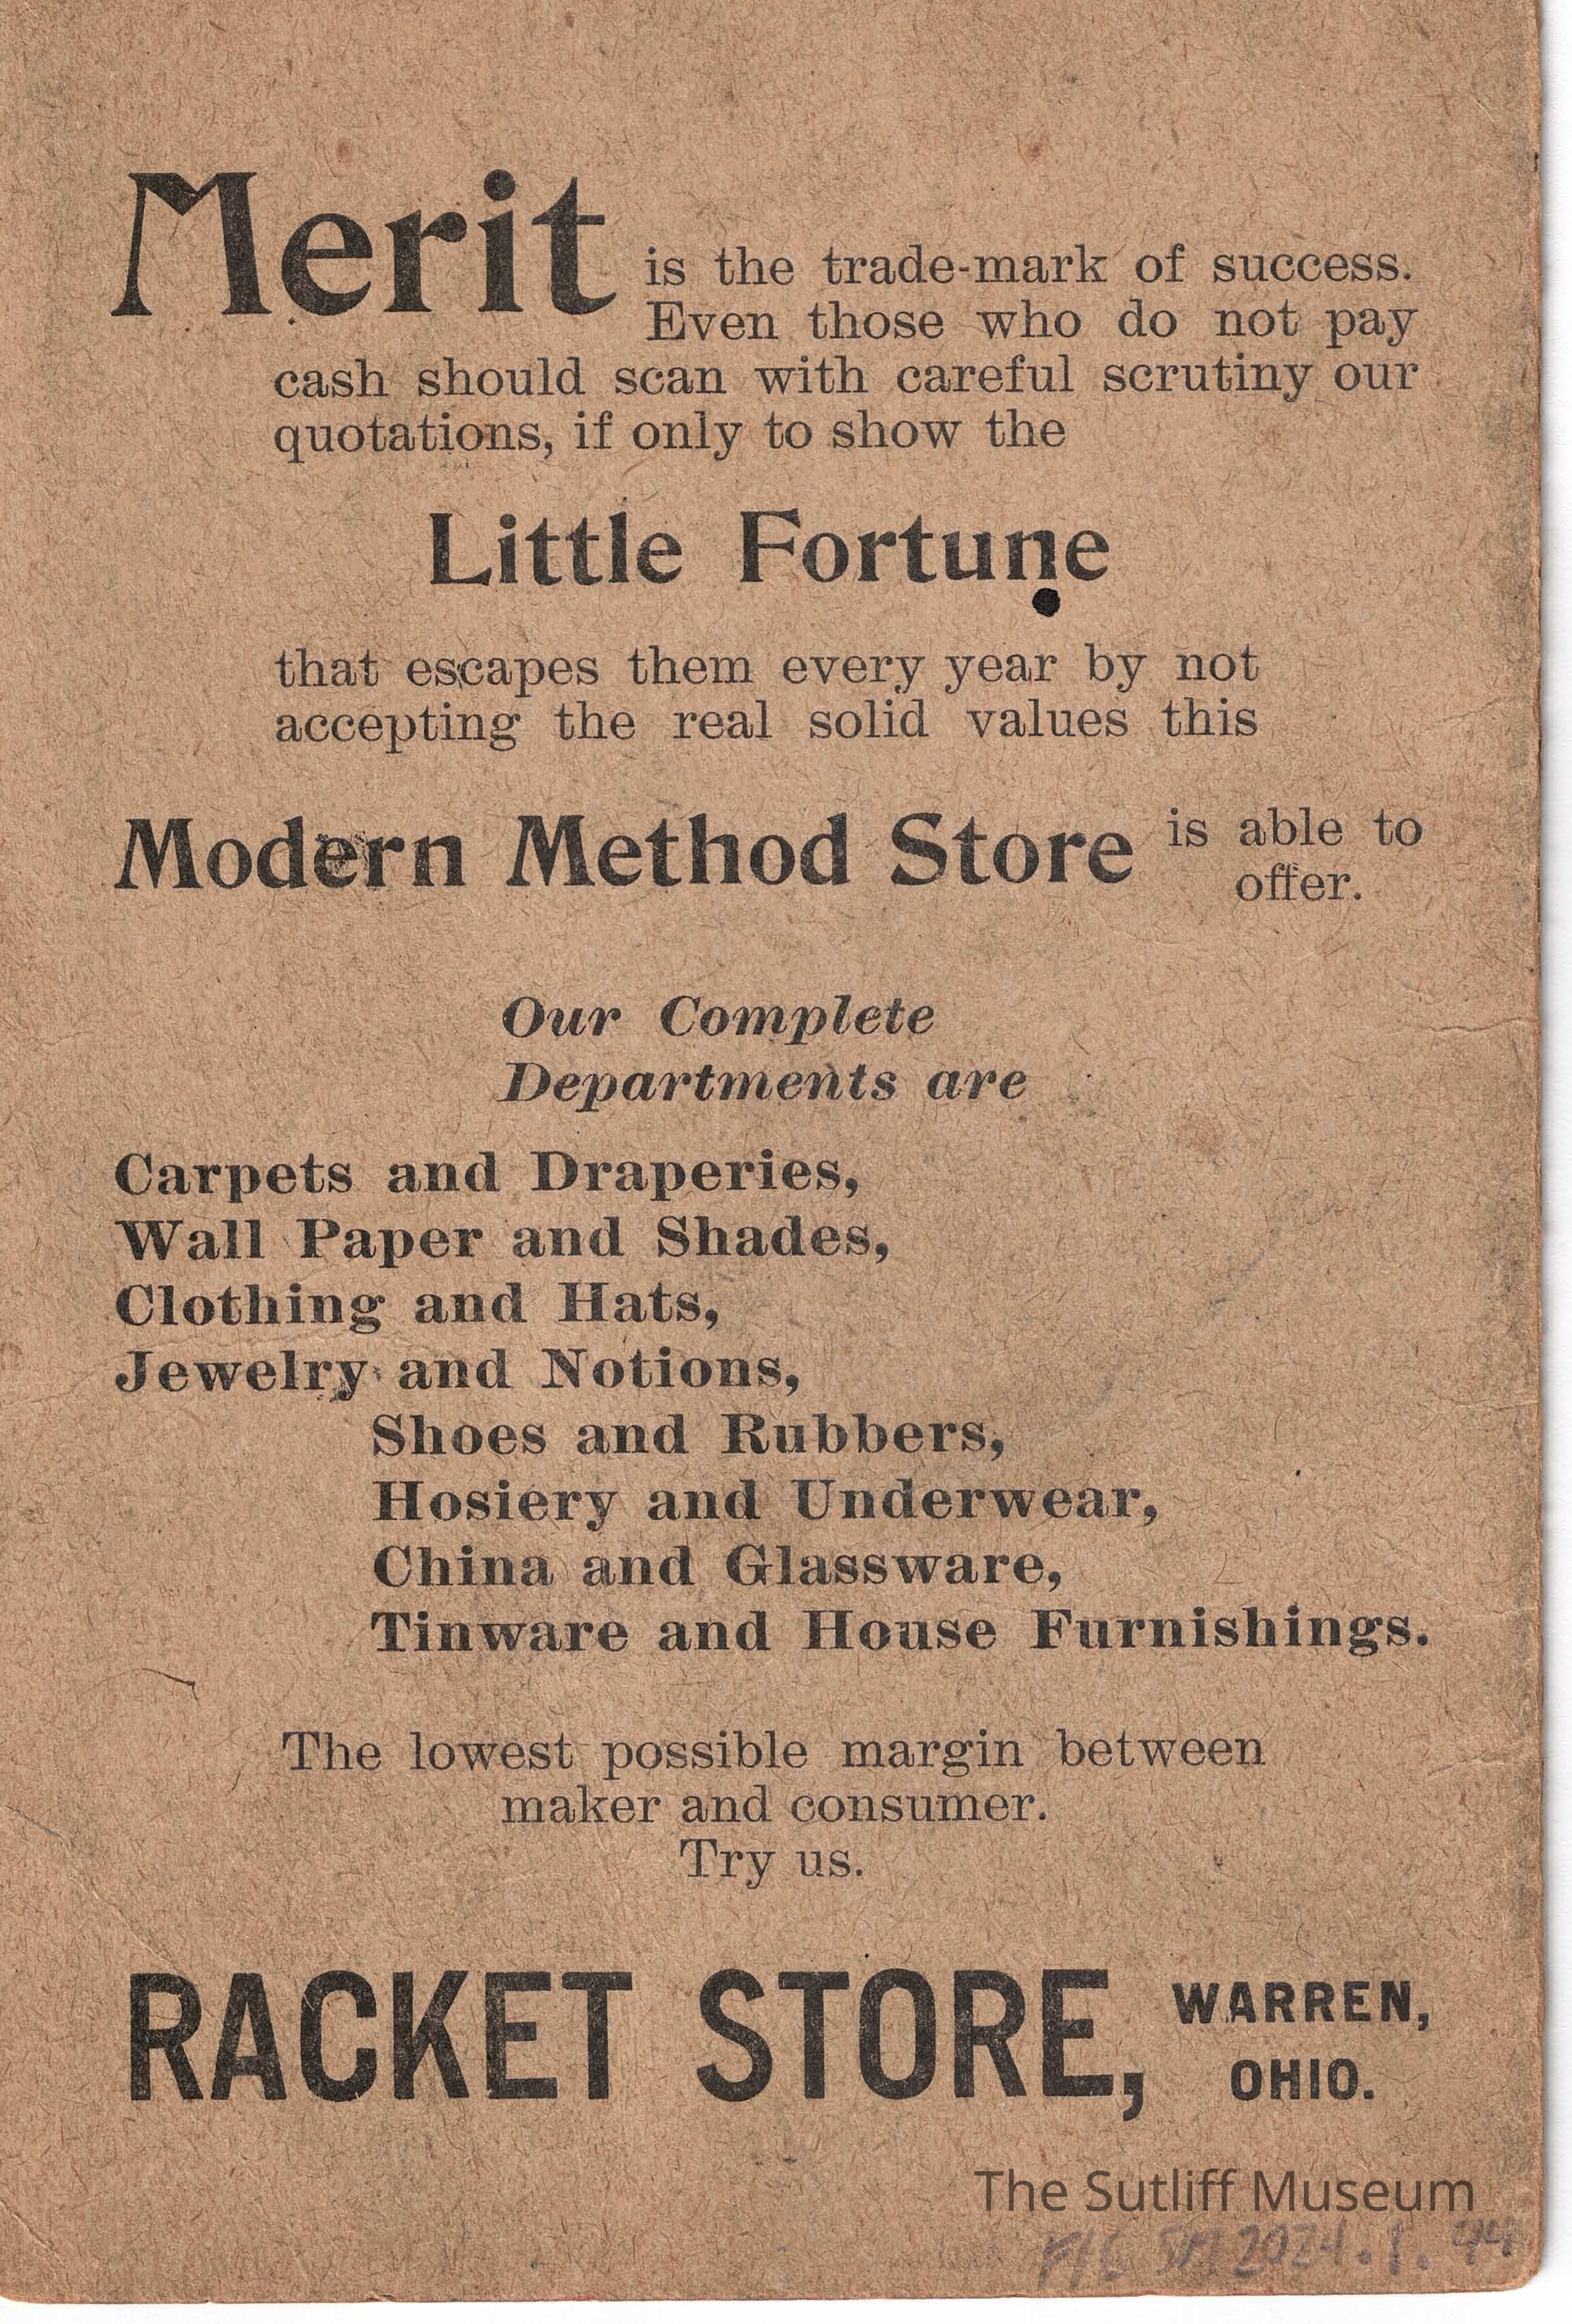 Merit is the trade-mark of success.
Even those who do not pay
cash should scan with careful scrutiny our
quotations, if only to show the
Little Fortune
that escapes them every year by not
accepting the real solid values this
Modern Method Store is able to
offer.
Our Complete
Departments are
Carpets and Draperies,
Wall Paper and Shades,
Clothing and Hats,
Jewelry and Notions,
Shoes and Rubbers,
Hosiery and Underwear,
China and Glassware,
Tinware and House Furnishings.
The lowest possible margin between
maker and consumer.
Try us.
RACKET STORE, WARREN,
OHIO.
The Sutliff Museum
SM 2024.1.44